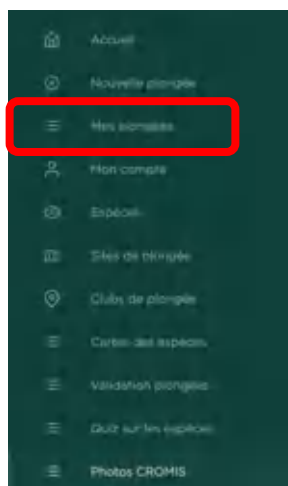 Accueil
Nouvelle plongée
Mes plongées
Mon compte
Espèces
Sites de plongée
Clubs de plongée
Cartes des espèces
Validation plongées
Quiz sur les espèces
Photos CROMIS